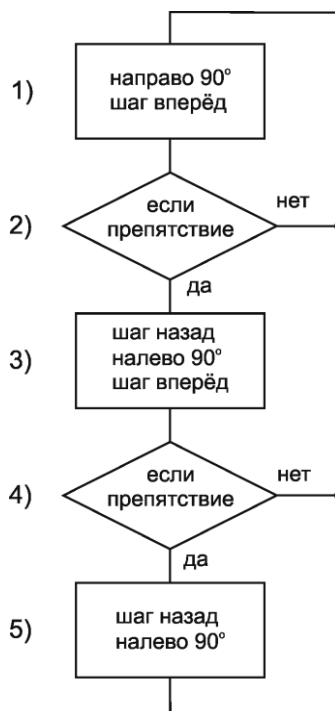 1)
направо 90°
шаг вперёд
2)
если
препятствие
нет
да
3)
шаг назад
налево 90°
шаг вперёд
4)
если
препятствие
нет
да
5)
шаг назад
налево 90°